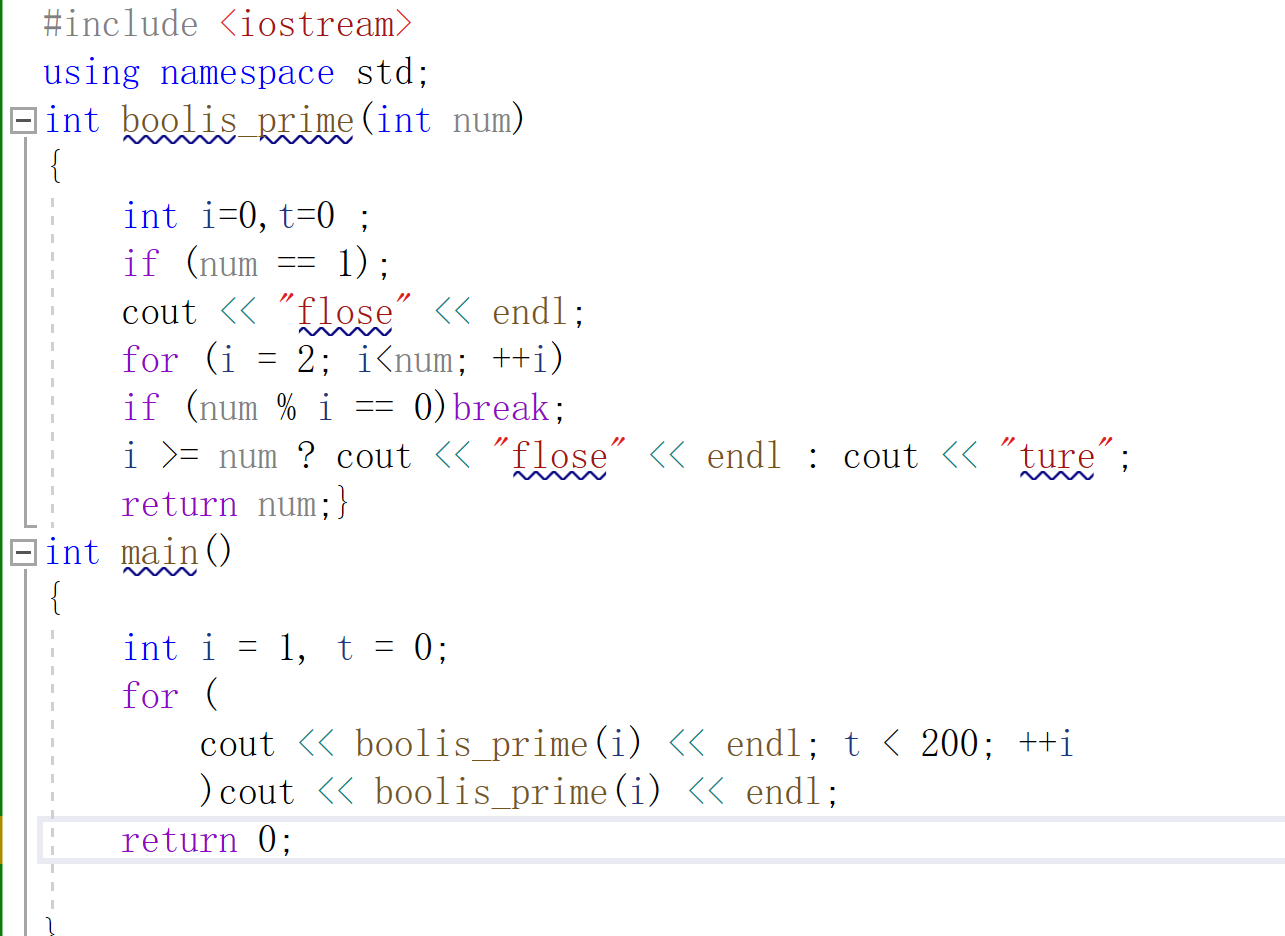 #include <iostream>
using namespace std;
int boolis_prime(int num)
{
int i=0,t=0 ;
if (num == 1);
cout << "flose" << endl;
for (i = 2; i<num; ++i)
if (num % i == 0)break;
i >= num ? cout << "flose" << endl : cout << "ture";
return num;}
int main()
{
int i = 1, t = 0;
for (
cout << boolis_prime(i) << endl; t < 200; ++i
)cout << boolis_prime(i) << endl;
return 0;
}